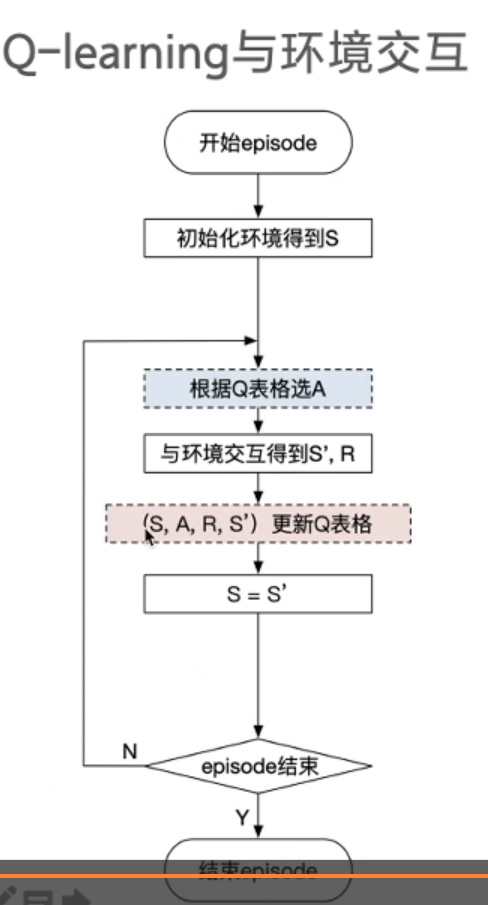 Q-learning与环境交互
开始episode
初始化环境得到S
根据Q表格选A
与环境交互得到S’, R
(S, A, R, S’) 更新Q表格
S = S’
episode结束
N
Y
结束episode